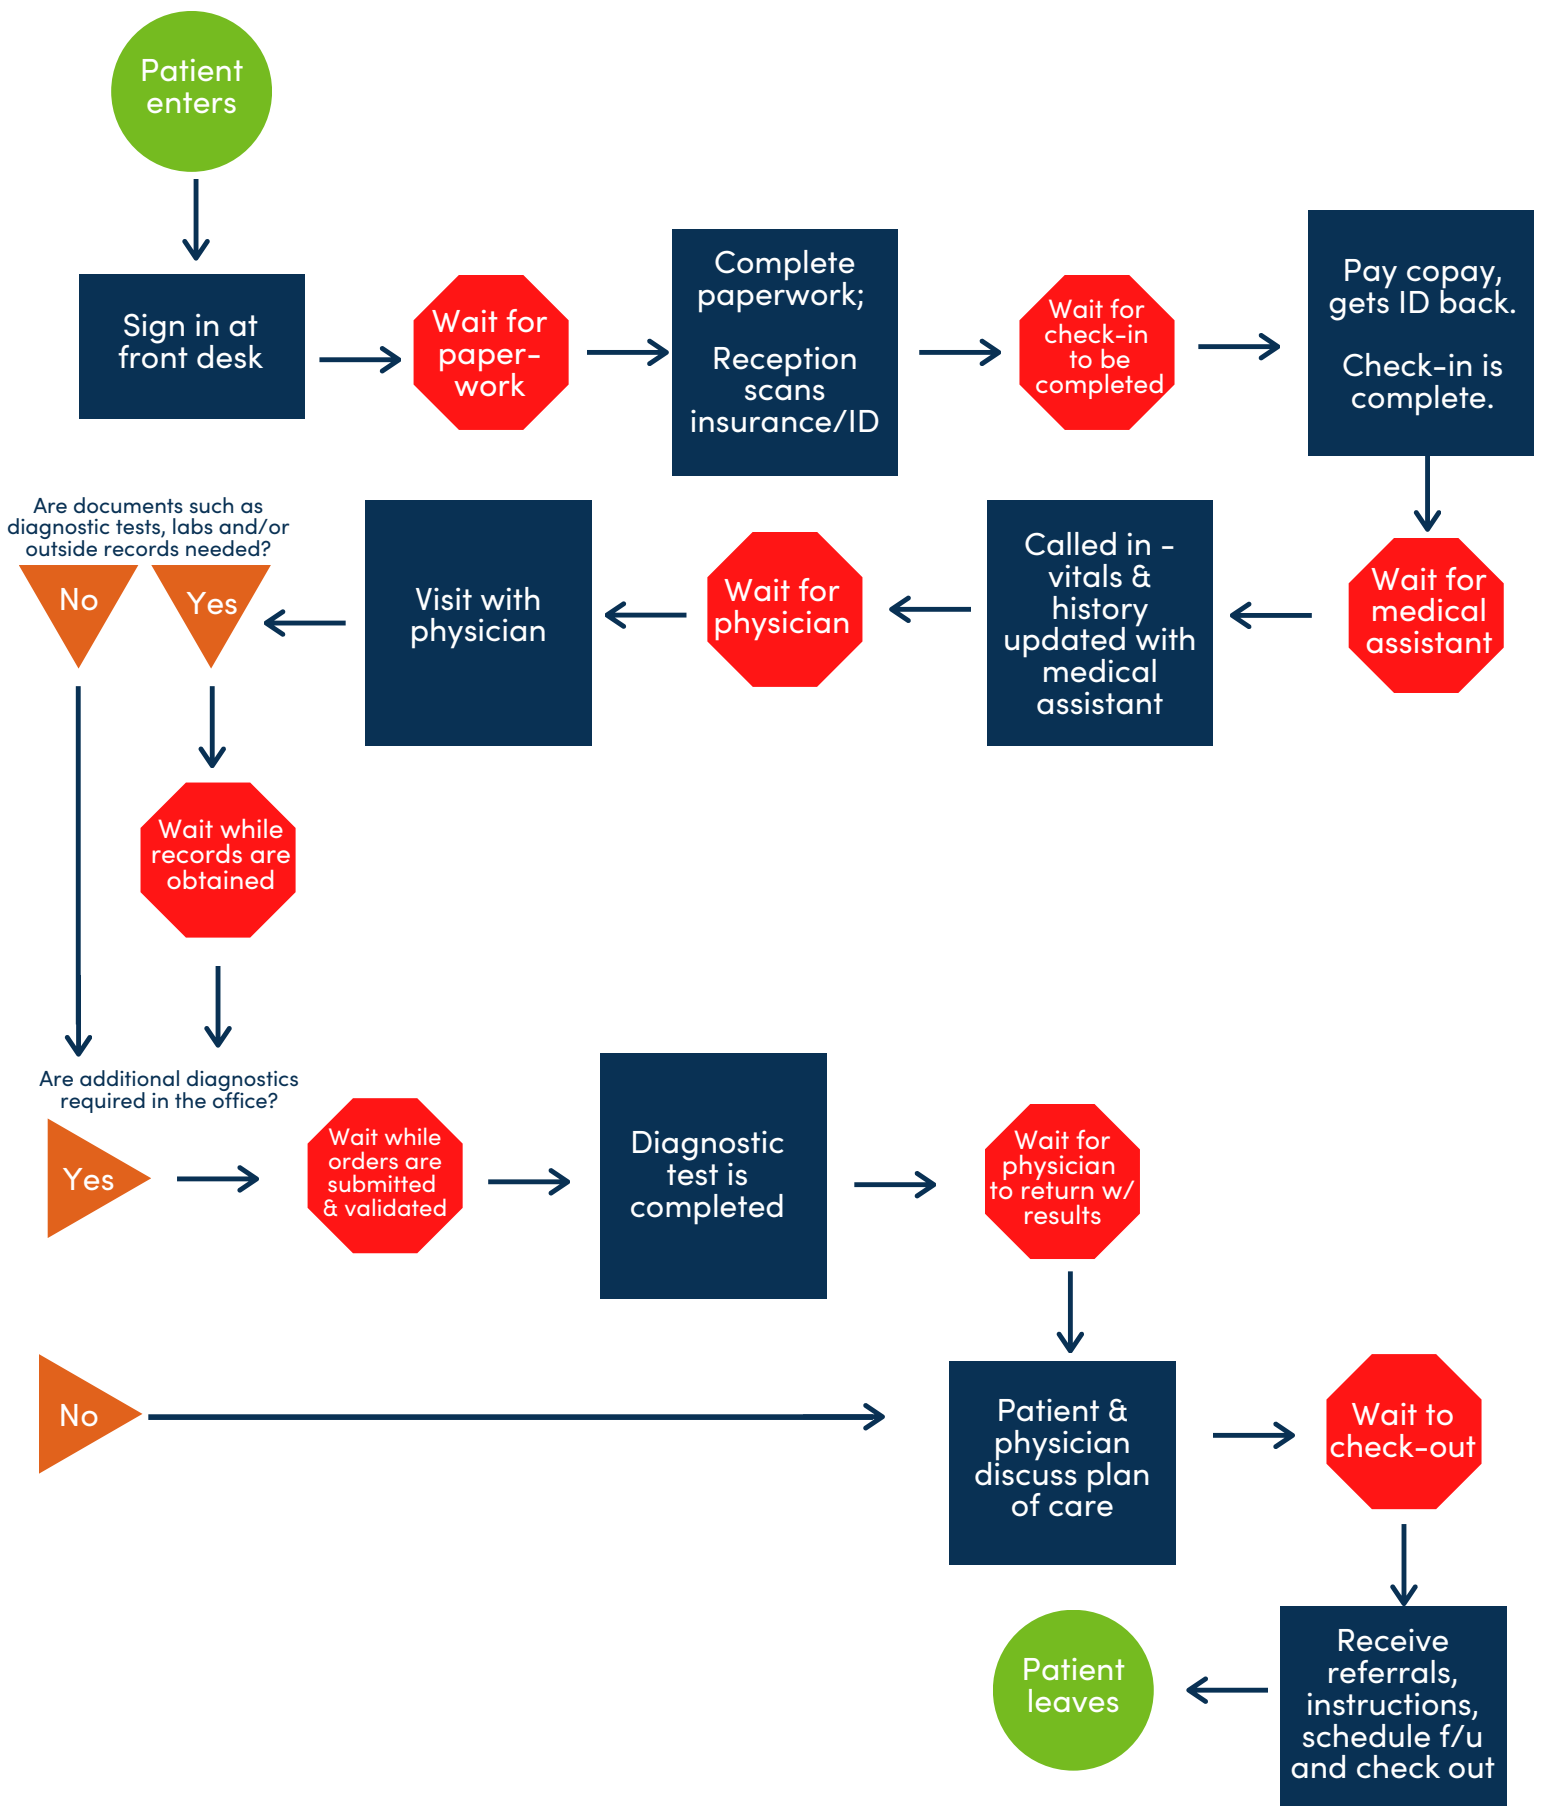 Patient
enters
Sign in at
front desk
Wait for
paper-
work
Complete
paperwork;
Reception
scans
insurance/ID
Wait for
check-in
to be
completed
Pay copay,
gets ID back.
Check-in is
complete.
Wait for
medical
assistant
Called in -
vitals &
history
updated with
medical
assistant
Wait for
physician
Visit with
physician
Are documents such as
diagnostic tests, labs and/or
outside records needed?
No
Yes
Wait while
records are
obtained
Are additional diagnostics
required in the office?
Yes
Wait while
orders are
submitted
& validated
Diagnostic
test is
completed
Wait for
physician
to return w/
results
No
Patient &
physician
discuss plan
of care
Wait to
check-out
Receive
referrals,
instructions,
schedule f/u
and check out
Patient
leaves